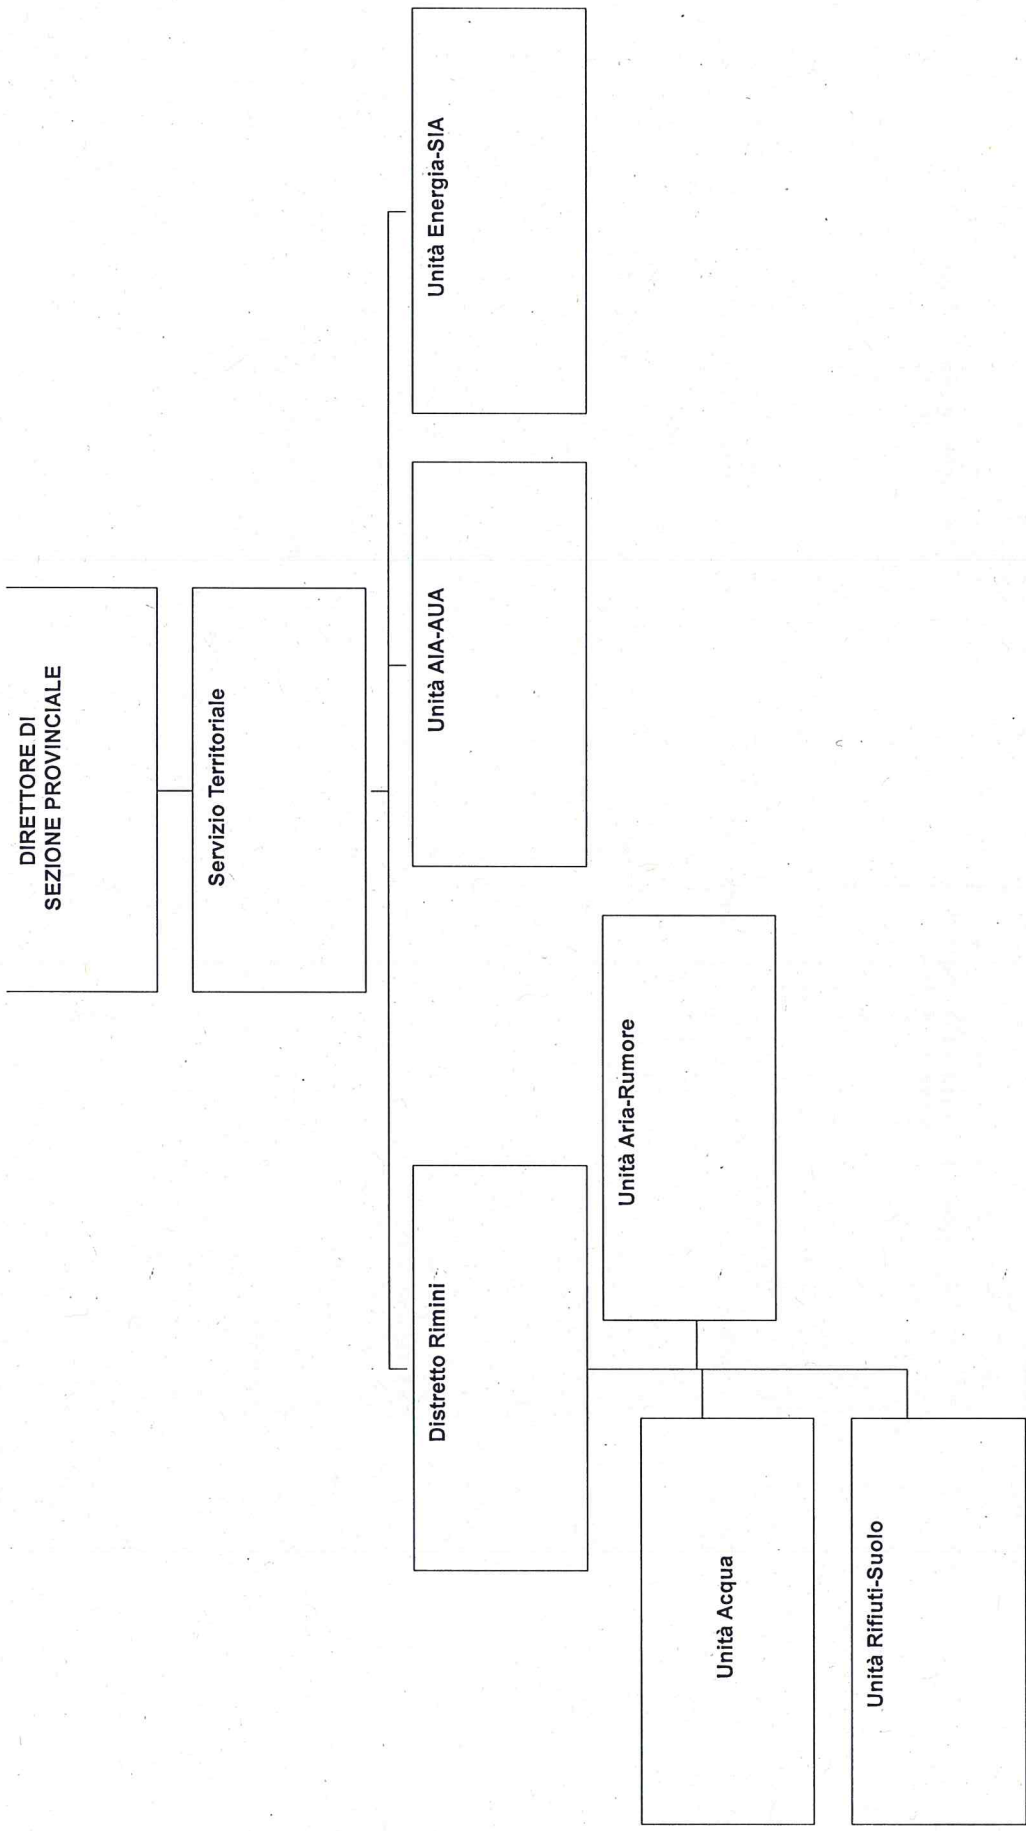 DIRETTORE DI
SEZIONE PROVINCIALE
Servizio Territoriale
Distretto Rimini
Unità AIA-AUA
Unità Energia-SIA
Unità Aria-Rumore
Unità Acqua
Unità Rifiuti-Suolo